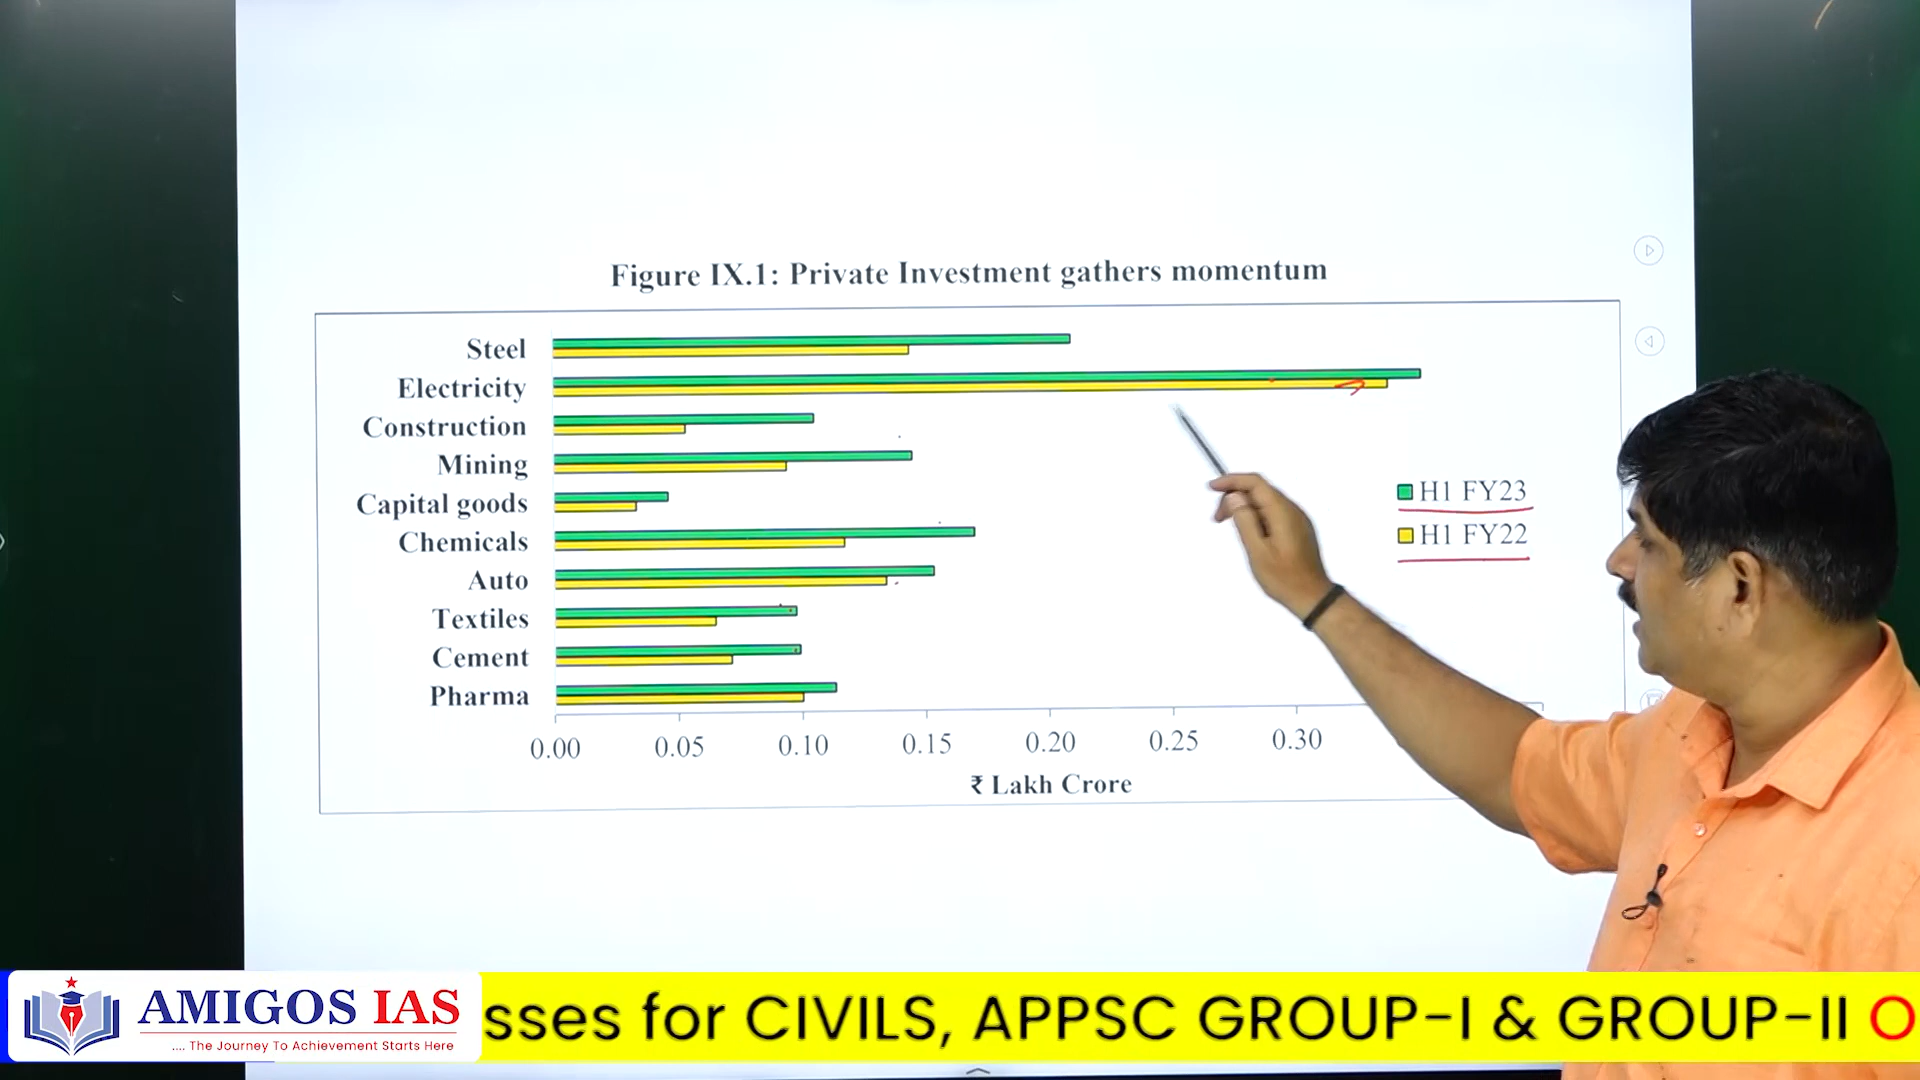 Figure IX.1: Private Investment gathers momentum
Steel
Electricity
Construction
Mining
Capital goods
Chemicals
Auto
Textiles
Cement
Pharma
H1 FY23
H1 FY22
0.00 0.05 0.10 0.15 0.20 0.25 0.30
₹ Lakh Crore
AMIGOS IAS
.... The Journey To Achievement Starts Here
sses for CIVILS, APPSC GROUP-I & GROUP-II O